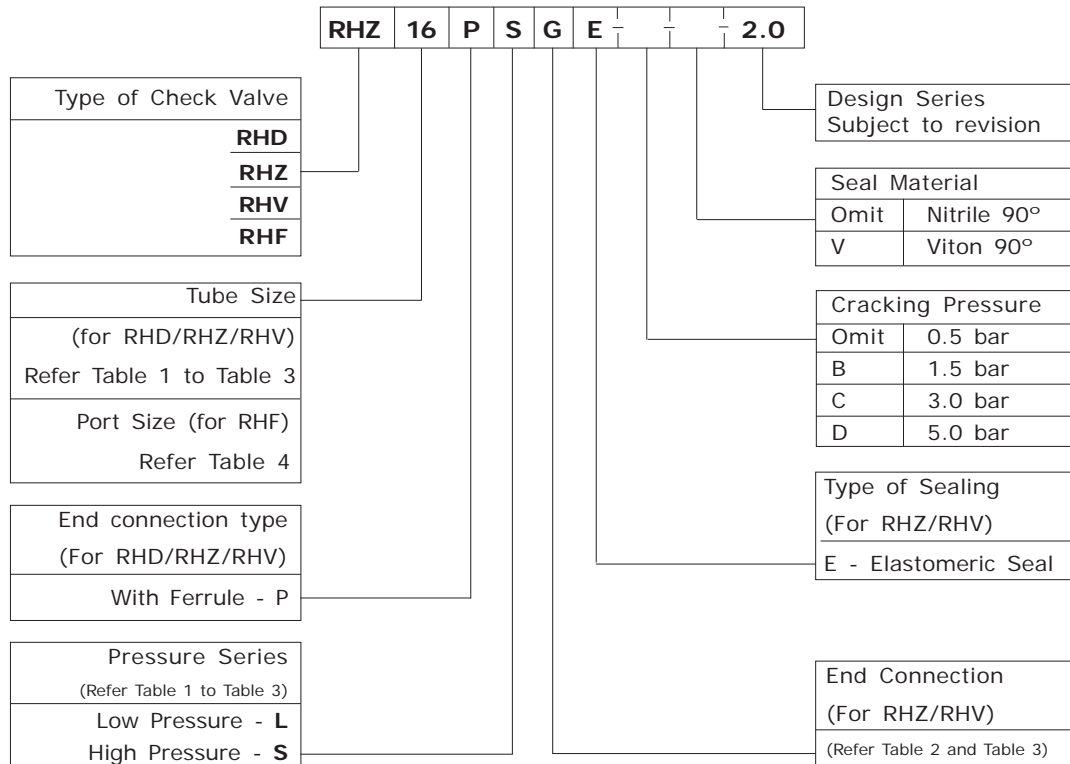 RHZ 16 P S G E - - - 2.0
Type of Check Valve
RHD
RHZ
RHV
RHF
Tube Size
(for RHD/RHZ/RHV)
Refer Table 1 to Table 3
Port Size (for RHF)
Refer Table 4
End connection type
(For RHD/RHZ/RHV)
With Ferrule - P
Pressure Series
(Refer Table 1 to Table 3)
Low Pressure - L
High Pressure - S
Design Series
Subject to revision
Seal Material
Omit Nitrile 90°
V Viton 90°
Cracking Pressure
Omit 0.5 bar
B 1.5 bar
C 3.0 bar
D 5.0 bar
Type of Sealing
(For RHZ/RHV)
E - Elastomeric Seal
End Connection
(For RHZ/RHV)
(Refer Table 2 and Table 3)